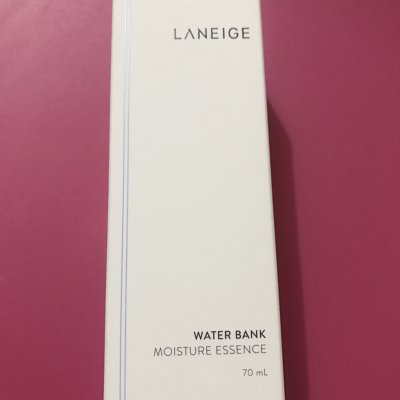 LANEIGE
WATER BANK
MOISTURE ESSENCE
70 mL